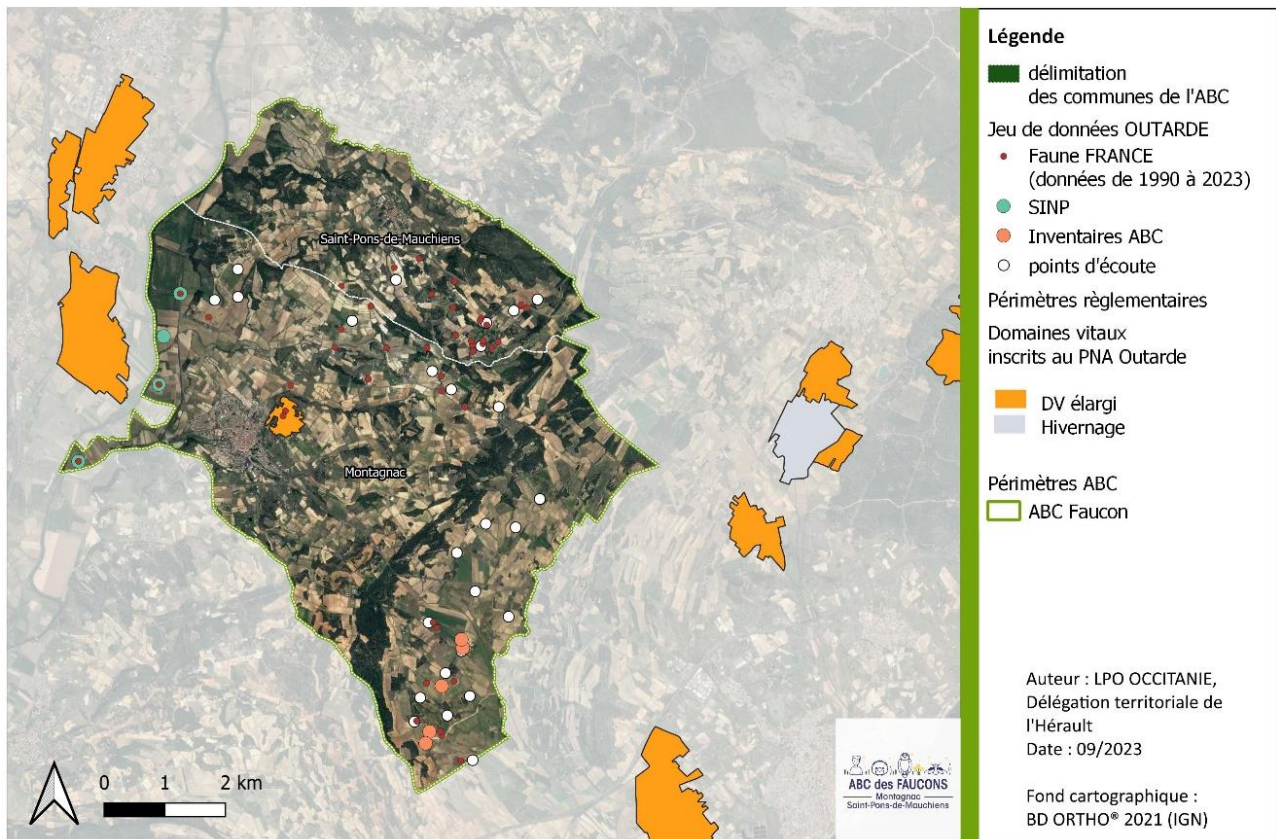 Saint-Pons-de-Mauchiens
Montagnac
0 1 2 km
ABC des FAUCONS
Montagnac
Saint-Pons-de-Mauchiens
Légende
délimitation
des communes de l'ABC
Jeu de données OUTARDE
Faune FRANCE
(données de 1990 à 2023)
SINP
Inventaires ABC
points d'écoute
Périmètres règlementaires
Domaines vitaux
inscrits au PNA Outarde
DV élargi
Hivernage
Périmètres ABC
ABC Faucon
Auteur : LPO OCCITANIE,
Délégation territoriale de
l'Hérault
Date : 09/2023
Fond cartographique :
BD ORTHO® 2021 (IGN)